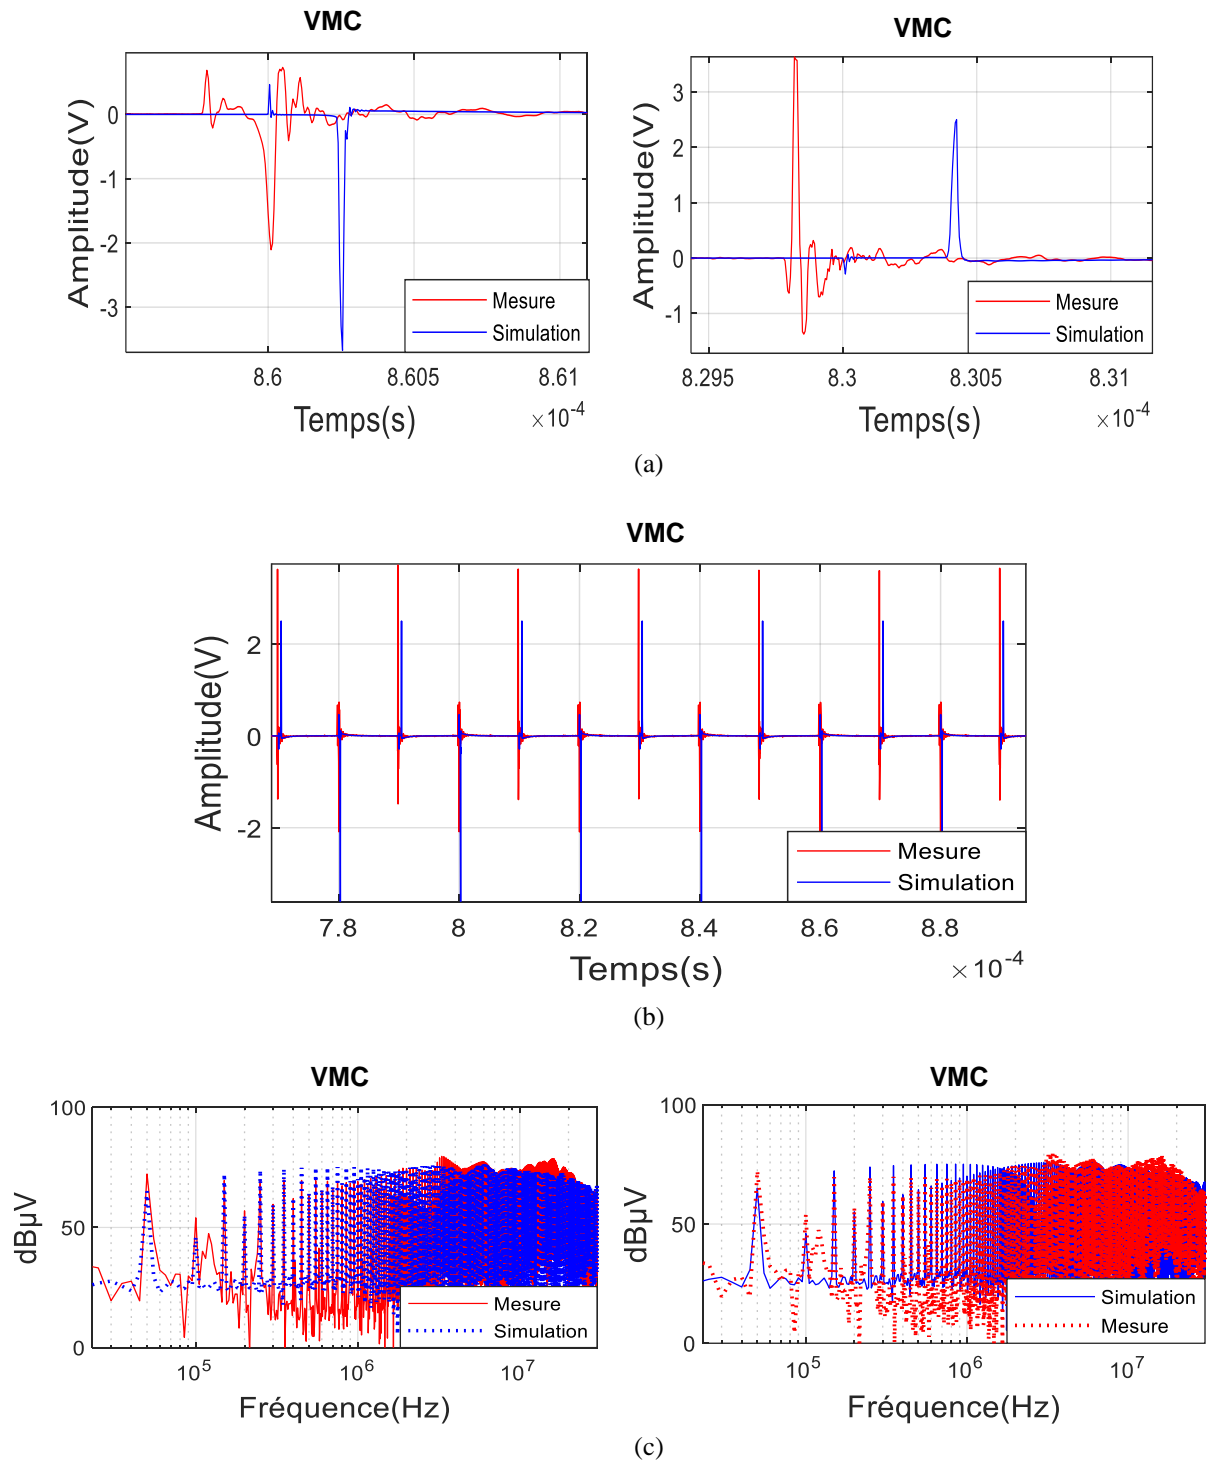 VMC
Amplitude(V)
0
-1
-2
-3
Mesure
Simulation
8.6
8.605
8.61
Temps(s)
×10-4
VMC
Amplitude(V)
3
2
1
0
-1
Mesure
Simulation
8.295
8.3
8.305
8.31
Temps(s)
×10-4
(a)
VMC
Amplitude(V)
2
0
-2
Mesure
Simulation
7.8
8
8.2
8.4
8.6
8.8
Temps(s)
×10-4
(b)
VMC
dBµV
100
50
0
Mesure
Simulation
10^5
10^6
10^7
Fréquence(Hz)
VMC
dBµV
100
50
0
Simulation
Mesure
10^5
10^6
10^7
Fréquence(Hz)
(c)